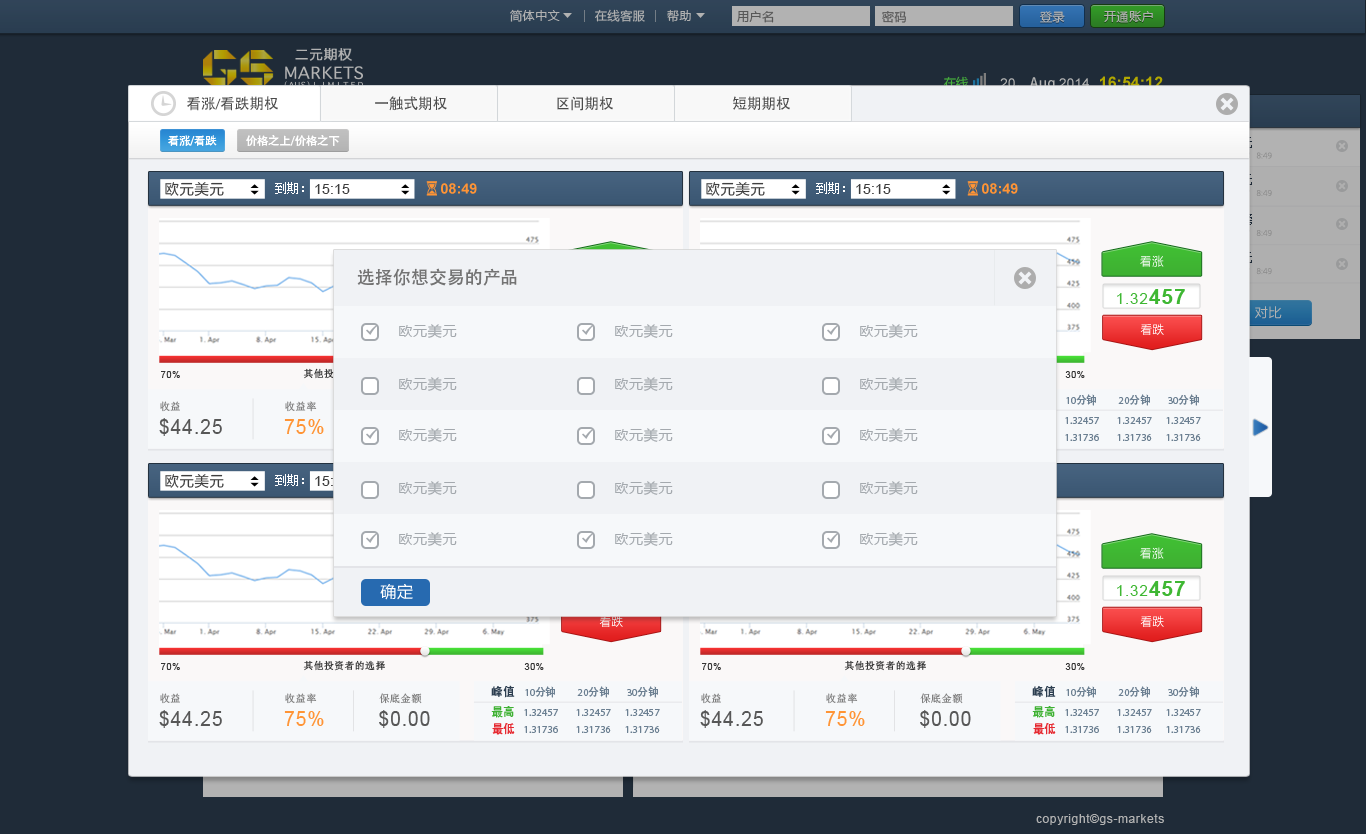 简体中文 在线客服 帮助 用户名 密码 登录 开通账户
GS 二元期权
MARKETS
在线 20 Aug 2014 16:54:12
看涨/看跌期权 一触式期权 区间期权 短期期权
看涨/看跌 价格之上/价格之下
欧元美元 到期: 15:15 08:49 欧元美元 到期: 15:15 08:49
8:49
8:49
8:49
8:49
对比
475 475
450
425
400
375
看涨
1.32457
看跌
选择你想交易的产品
欧元美元 欧元美元 欧元美元
欧元美元 欧元美元 欧元美元
欧元美元 欧元美元 欧元美元
欧元美元 欧元美元 欧元美元
欧元美元 欧元美元 欧元美元
确定
. Mar 1. Apr 8. Apr 15. Ap
70% 其他投 30%
收益 收益率 10分钟 20分钟 30分钟
$44.25 75% 1.32457 1.32457 1.32457
1.31736 1.31736 1.31736
欧元美元 到期: 15:
475
450
425
400
375 375
看涨
1.32457
看跌 看跌
. Mar 1. Apr 8. Apr 15. Apr 22. Apr 29. Apr 6. May . Mar 1. Apr 8. Apr 15. Apr 22. Apr 29. Apr 6. May
70% 其他投资者的选择 30% 70% 其他投资者的选择 30%
收益 收益率 保底金额 峰值 10分钟 20分钟 30分钟 收益 收益率 保底金额 峰值 10分钟 20分钟 30分钟
$44.25 75% $0.00 最高 1.32457 1.32457 1.32457 $44.25 75% $0.00 最高 1.32457 1.32457 1.32457
最低 1.31736 1.31736 1.31736 最低 1.31736 1.31736 1.31736
copyright©gs-markets